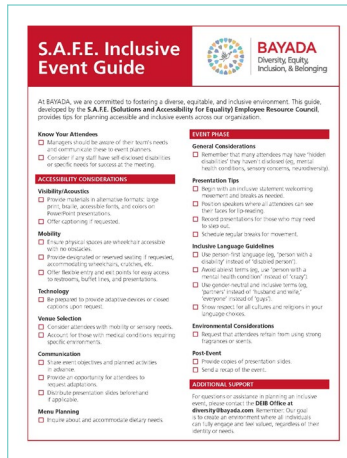 S.A.F.E. Inclusive
Event Guide
BAYADA
Diversity, Equity,
Inclusion, & Belonging
At BAYADA, we are committed to fostering a diverse, equitable, and inclusive environment. This guide,
developed by the S.A.F.E. (Solutions and Accessibility for Equality) Employee Resource Council,
provides tips for planning accessible and inclusive events across our organization.
Know Your Attendees
Managers should be aware of their team's needs
and communicate these to event planners.
Consider if any staff have self-disclosed disabilities
or specific needs for success at the meeting.
ACCESSIBILITY CONSIDERATIONS
Visibility/Acoustics
Provide materials in alternative formats: large
print, braille, accessible fonts, and colors on
PowerPoint presentations.
Offer captioning if requested.
Mobility
Ensure physical spaces are wheelchair accessible
with no obstacles.
Provide designated or reserved seating if requested,
accommodating wheelchairs, crutches, etc.
Offer flexible entry and exit points for easy access
to restrooms, buffet lines, and presentations.
Technology
Be prepared to provide adaptive devices or closed
captions upon request.
Venue Selection
Consider attendees with mobility or sensory needs.
Account for those with medical conditions requiring
specific environments.
Communication
Share event objectives and planned activities
in advance.
Provide an opportunity for attendees to
request adaptations.
Distribute presentation slides beforehand
if applicable.
Menu Planning
Inquire about and accommodate dietary needs.
EVENT PHASE
General Considerations
Remember that many attendees may have 'hidden
disabilities' they haven't disclosed (eg, mental
health conditions, sensory concerns, neurodiversity).
Presentation Tips
Begin with an inclusive statement welcoming
movement and breaks as needed.
Position speakers where all attendees can see
their faces for lip-reading.
Record presentations for those who may need
to step out.
Schedule regular breaks for movement.
Inclusive Language Guidelines
Use person-first language (eg, 'person with a
disability' instead of 'disabled person').
Avoid ableist terms (eg, use 'person with a
mental health condition' instead of 'crazy').
Use gender-neutral and inclusive terms (eg,
'partners' instead of 'husband and wife,'
'everyone' instead of 'guys').
Show respect for all cultures and religions in your
language choices.
Environmental Considerations
Request that attendees refrain from using strong
fragrances or scents.
Post-Event
Provide copies of presentation slides.
Send a recap of the event.
ADDITIONAL SUPPORT
For questions or assistance in planning an inclusive
event, please contact the DEIB Office at
diversity@bayada.com. Remember: Our goal
is to create an environment where all individuals
can fully engage and feel valued, regardless of their
identity or needs.